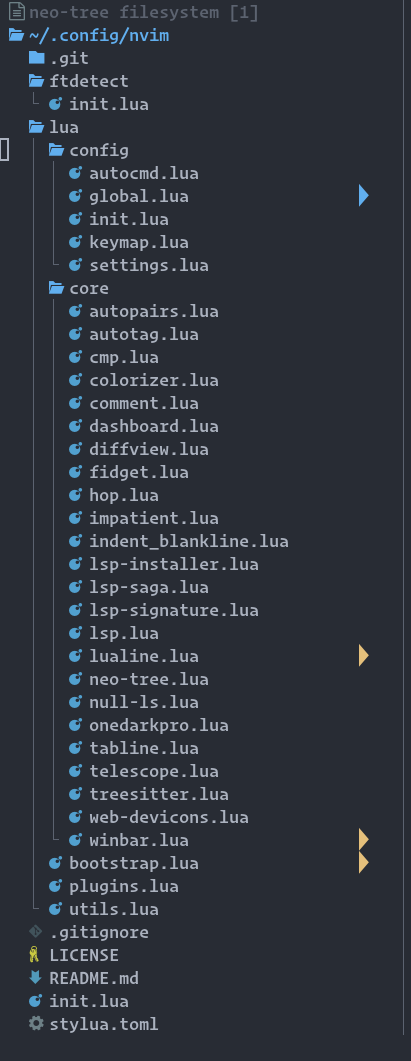 neo-tree filesystem [1]
~/.config/nvim
.git
ftdetect
init.lua
lua
config
autocmd.lua
global.lua
init.lua
keymap.lua
settings.lua
core
autopairs.lua
autotag.lua
cmp.lua
colorizer.lua
comment.lua
dashboard.lua
diffview.lua
fidget.lua
hop.lua
impatient.lua
indent_blankline.lua
lsp-installer.lua
lsp-saga.lua
lsp-signature.lua
lsp.lua
lualine.lua
neo-tree.lua
null-ls.lua
onedarkpro.lua
tabline.lua
telescope.lua
treesitter.lua
web-devicons.lua
winbar.lua
bootstrap.lua
plugins.lua
utils.lua
.gitignore
LICENSE
README.md
init.lua
stylua.toml